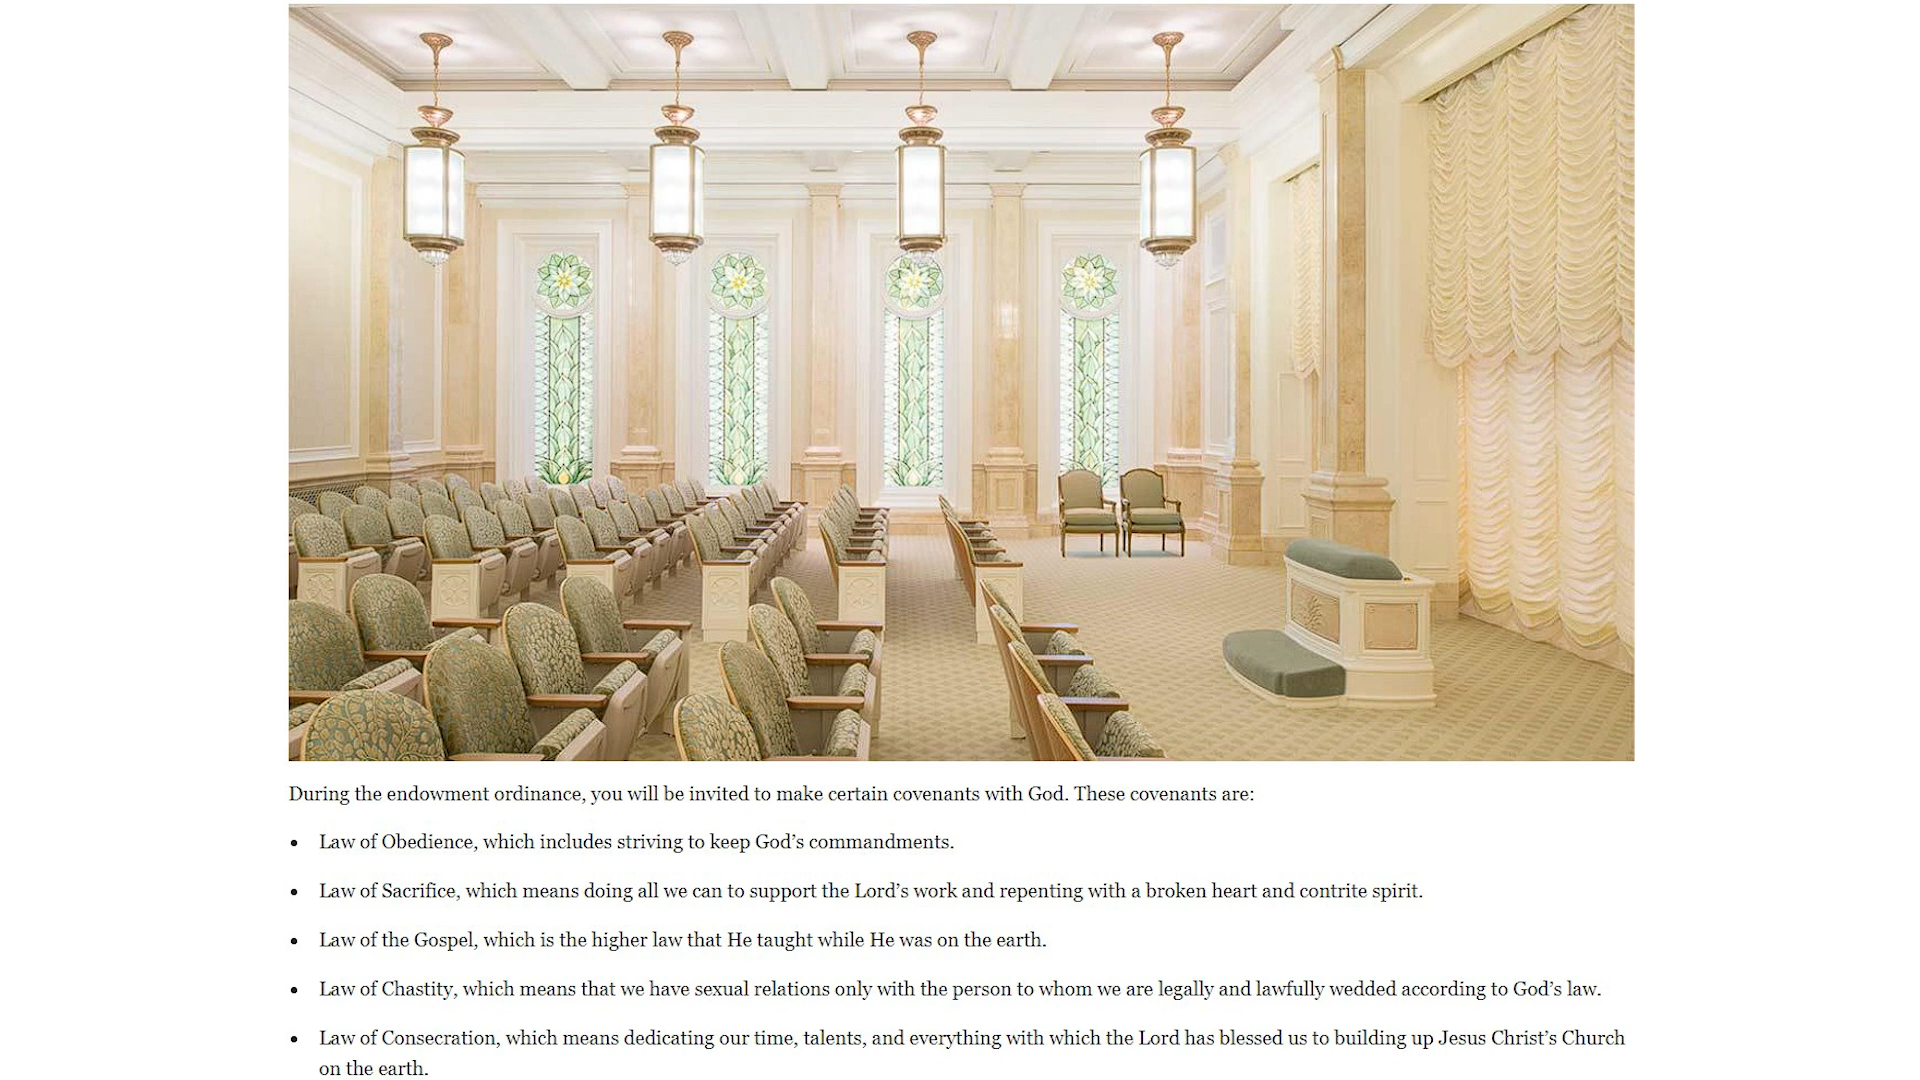 During the endowment ordinance, you will be invited to make certain covenants with God. These covenants are:
• Law of Obedience, which includes striving to keep God’s commandments.
• Law of Sacrifice, which means doing all we can to support the Lord’s work and repenting with a broken heart and contrite spirit.
• Law of the Gospel, which is the higher law that He taught while He was on the earth.
• Law of Chastity, which means that we have sexual relations only with the person to whom we are legally and lawfully wedded according to God’s law.
• Law of Consecration, which means dedicating our time, talents, and everything with which the Lord has blessed us to building up Jesus Christ’s Church
on the earth.